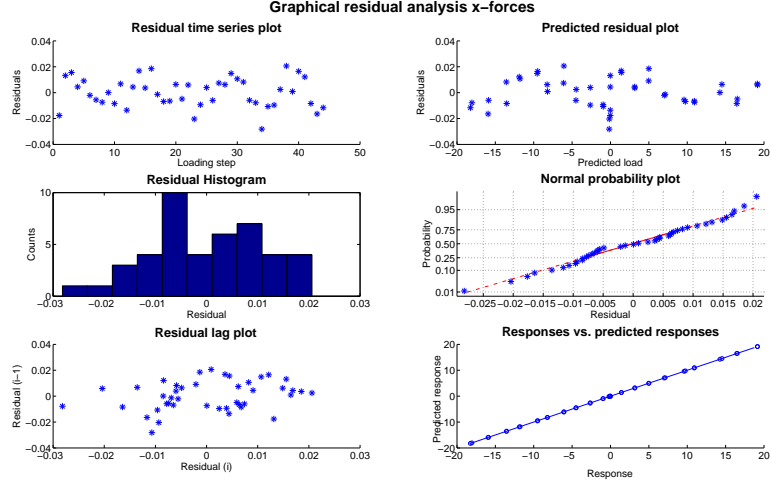 Graphical residual analysis x−forces
Residual time series plot
Residuals
0.04
0.02
0
−0.02
−0.04
0 10 20 30 40 50
Loading step
Predicted residual plot
Residuals
0.04
0.02
0
−0.02
−0.04
−20 −15 −10 −5 0 5 10 15 20
Predicted load
Residual Histogram
Counts
10
5
0
−0.03 −0.02 −0.01 0 0.01 0.02 0.03
Residual
Normal probability plot
Probability
0.95
0.75
0.50
0.25
0.10
0.01
−0.025 −0.02 −0.015 −0.01 −0.005 0 0.005 0.01 0.015 0.02
Residual
Residual lag plot
Residual (i−1)
0.04
0.02
0
−0.02
−0.04
−0.03 −0.02 −0.01 0 0.01 0.02 0.03
Residual (i)
Responses vs. predicted responses
Predicted response
20
10
0
−10
−20
−20 −15 −10 −5 0 5 10 15 20
Response